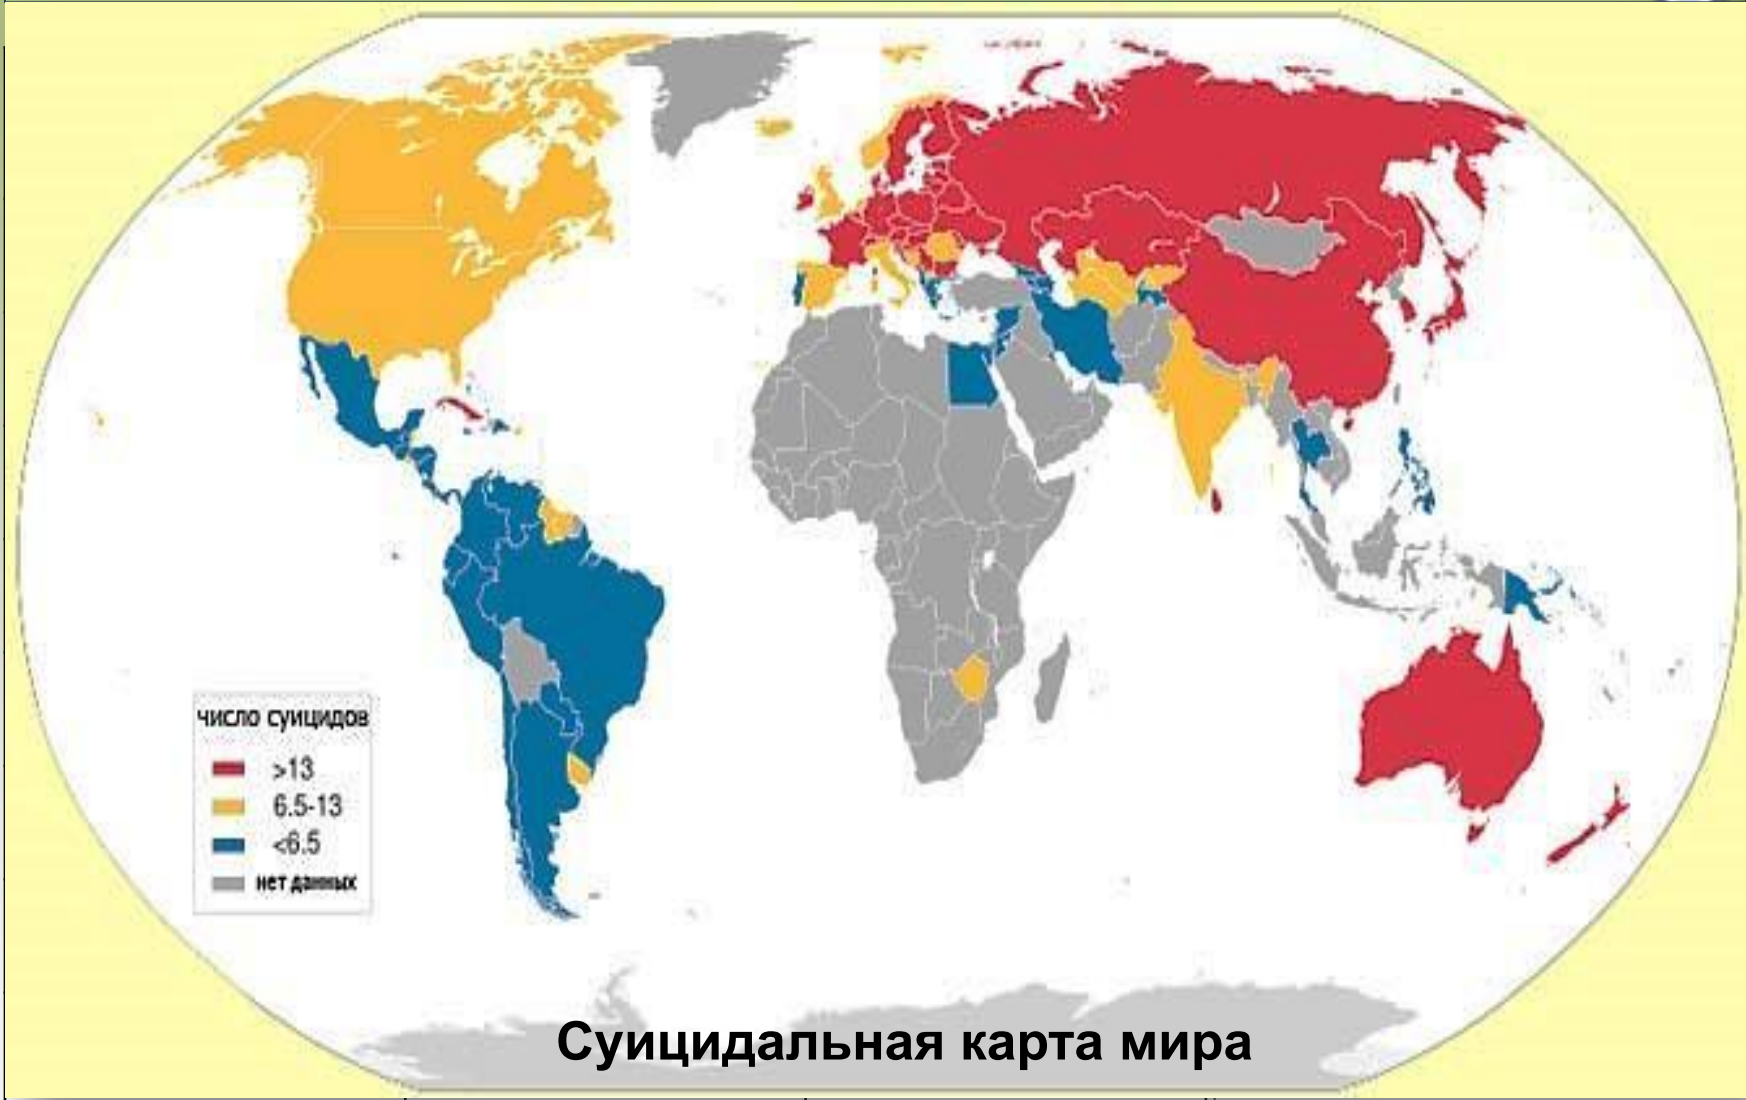 число суицидов
>13
6.5-13
<6.5
нет данных
Суицидальная карта мира